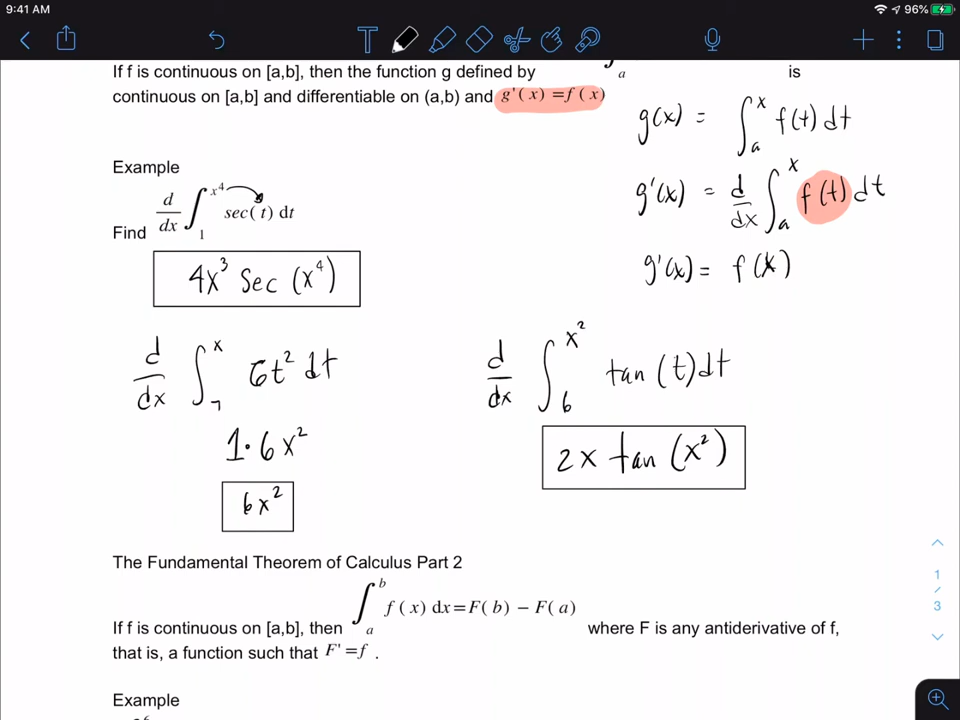 9:41 AM
96%
T
If f is continuous on [a,b], then the function g defined by ∫_a is
continuous on [a,b] and differentiable on (a,b) and g'(x)=f(x)
g(x) = ∫_a^x f(t) dt
g'(x) = d/dx ∫_a^x f(t) dt
g'(x) = f(x)
Example
Find d/dx ∫_1^{x^4} sec(t) dt
4x^3 Sec (x^4)
d/dx ∫_7^x 6t^2 dt
1·6x^2
6x^2
d/dx ∫_6^{x^2} tan(t)dt
2x tan(x^2)
The Fundamental Theorem of Calculus Part 2
If f is continuous on [a,b], then ∫_a^b f(x) dx=F(b) − F(a) where F is any antiderivative of f,
that is, a function such that F'=f .
1
/
3
Example